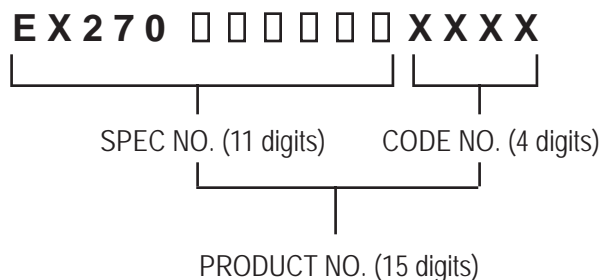 EX270 □□□□□□ XXXX
SPEC NO. (11 digits) CODE NO. (4 digits)
PRODUCT NO. (15 digits)